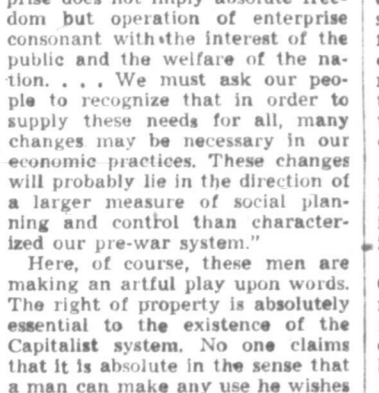 prise does not imply absolute free-
dom but operation of enterprise
consonant with the interest of the
public and the welfare of the na-
tion. . . . We must ask our peo-
ple to recognize that in order to
supply these needs for all, many
changes may be necessary in our
economic practices. These changes
will probably lie in the direction of
a larger measure of social plan-
ning and control than character-
ized our pre-war system."
Here, of course, these men are
making an artful play upon words.
The right of property is absolutely
essential to the existence of the
Capitalist system. No one claims
that it is absolute in the sense that
a man can make any use he wishes